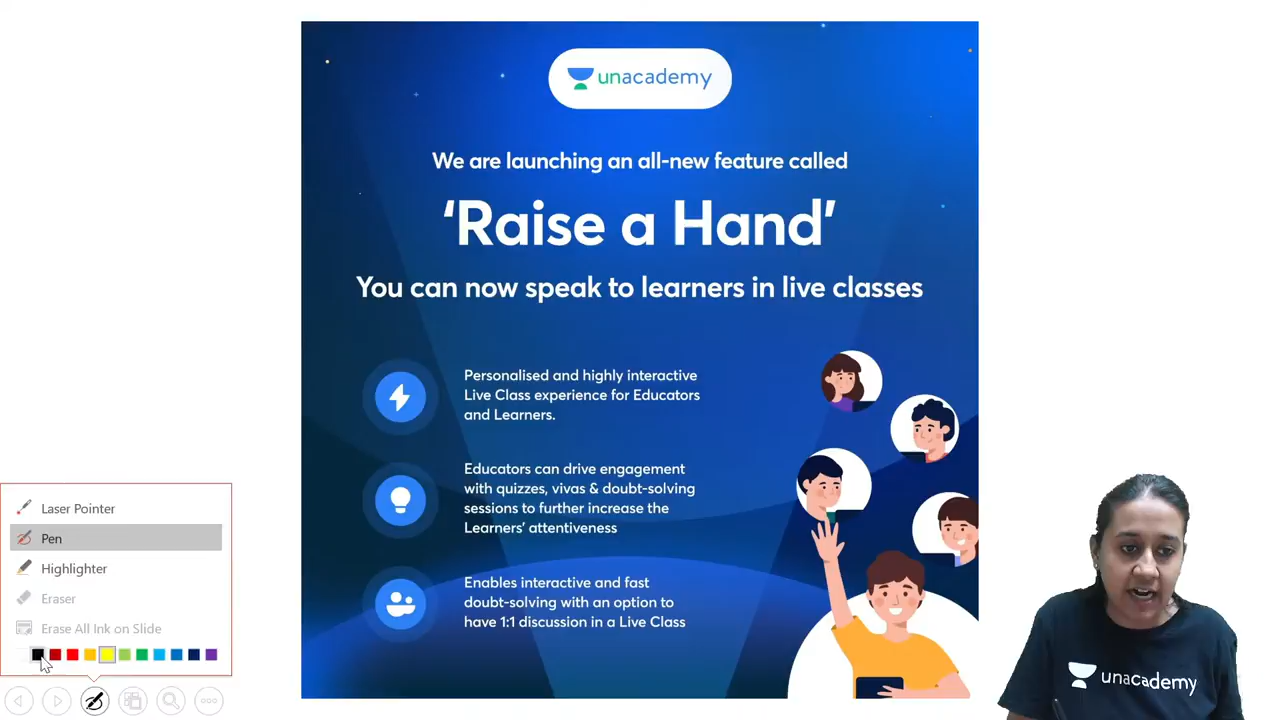 unacademy
We are launching an all-new feature called
‘Raise a Hand’
You can now speak to learners in live classes
Personalised and highly interactive
Live Class experience for Educators
and Learners.
Educators can drive engagement
with quizzes, vivas & doubt-solving
sessions to further increase the
Learners’ attentiveness
Enables interactive and fast
doubt-solving with an option to
have 1:1 discussion in a Live Class
Laser Pointer
Pen
Highlighter
Eraser
Erase All Ink on Slide
unacademy